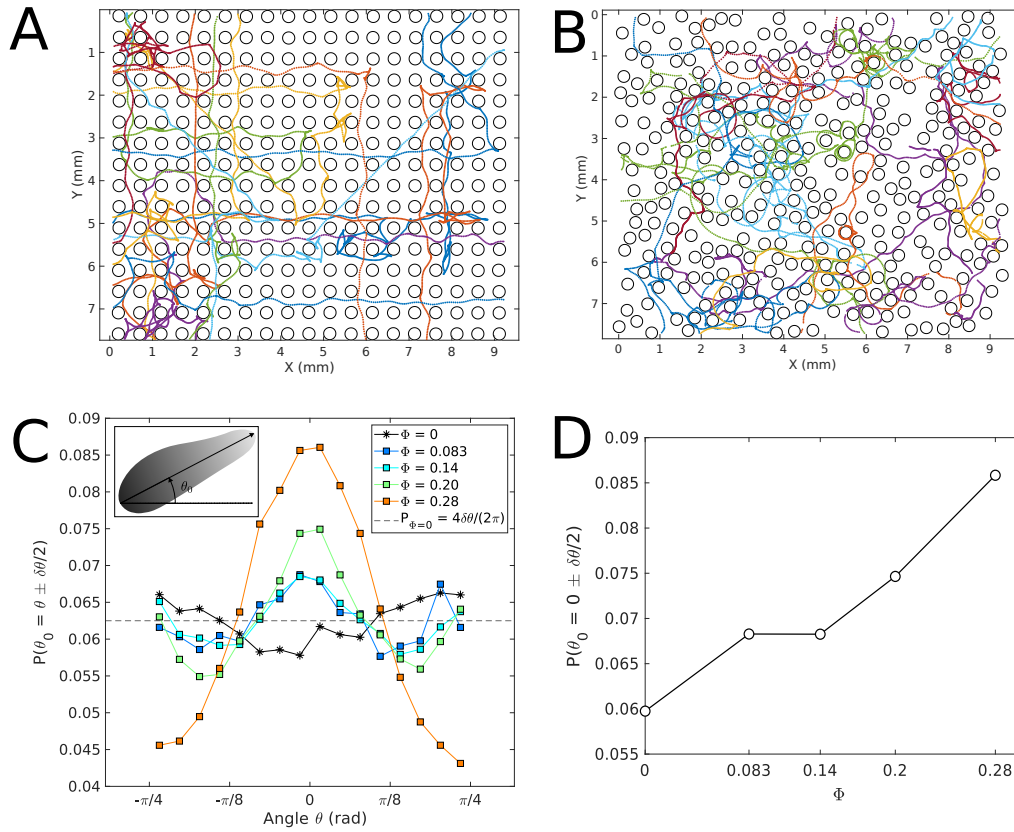 A
1
2
3
4
5
6
7
Y (mm)
0 1 2 3 4 5 6 7 8 9
X (mm)
B
0
1
2
3
4
5
6
7
Y (mm)
0 1 2 3 4 5 6 7 8 9
X (mm)
C
0.09
0.085
0.08
0.075
0.07
0.065
0.06
0.055
0.05
0.045
0.04
P(θ0 = θ ± δθ/2)
θ0
Φ = 0
Φ = 0.083
Φ = 0.14
Φ = 0.20
Φ = 0.28
PΦ=0 = 4δθ/(2π)
-π/4 -π/8 0 π/8 π/4
Angle θ (rad)
D
0.09
0.085
0.08
0.075
0.07
0.065
0.06
0.055
P(θ0 = 0 ± δθ/2)
0 0.083 0.14 0.2 0.28
Φ